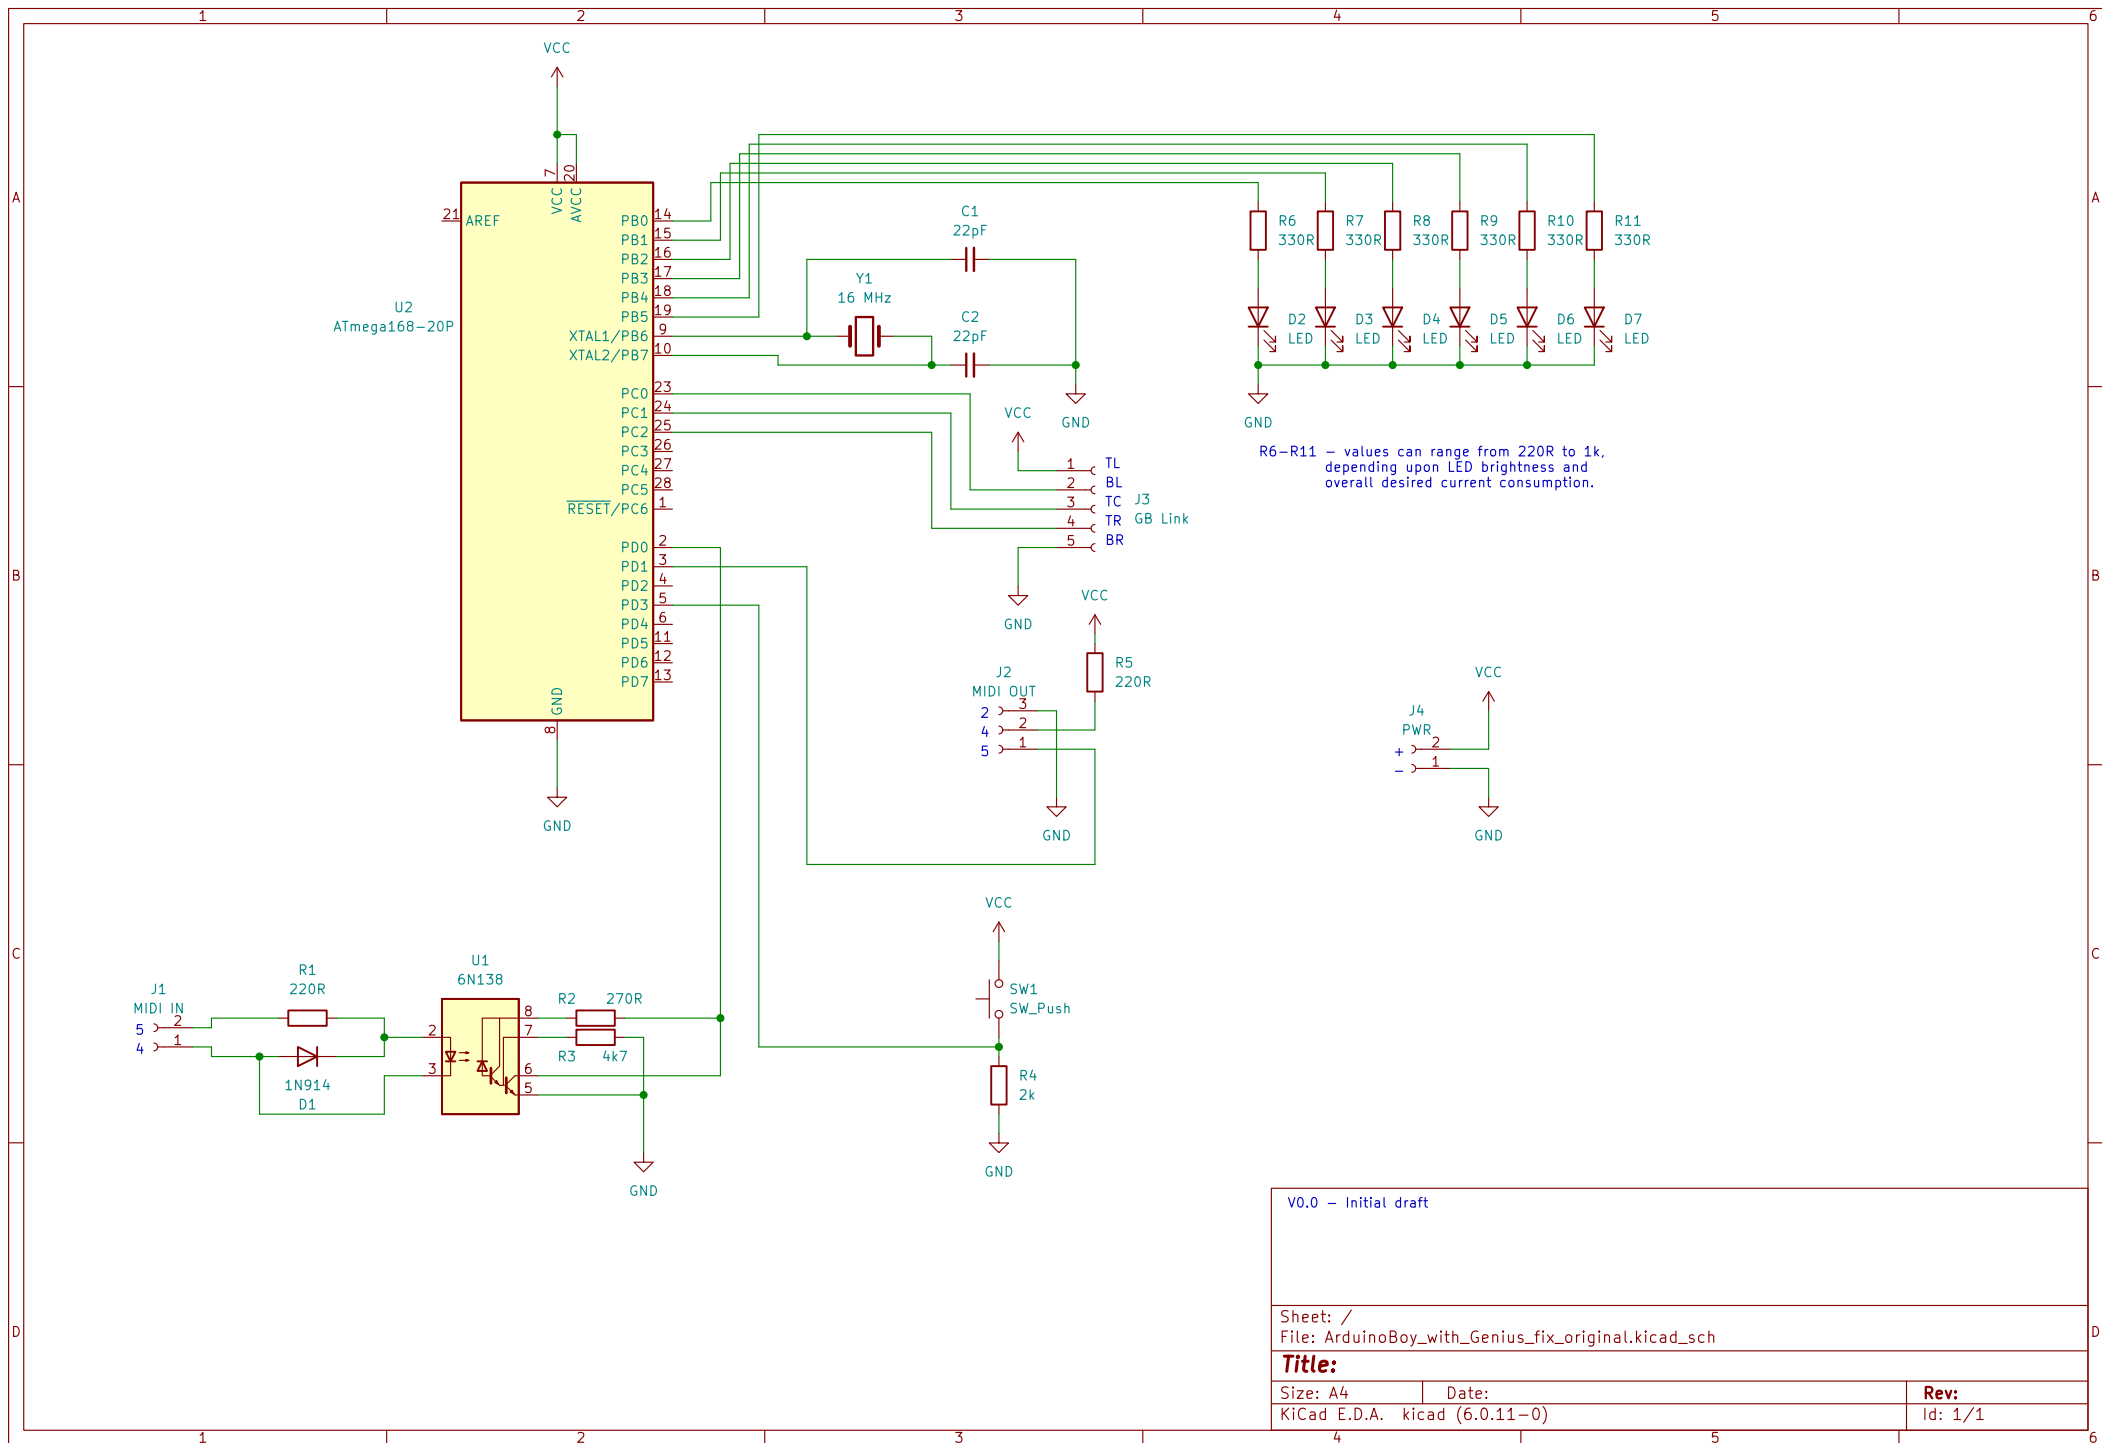 1 2 3 4 5 6
A A
B B
C C
D D
1 2 3 4 5 6
VCC
7
20
VCC
AVCC
21
AREF
U2
ATmega168-20P
PB0 14
PB1 15
PB2 16
PB3 17
PB4 18
PB5 19
XTAL1/PB6 9
XTAL2/PB7 10
PC0 23
PC1 24
PC2 25
PC3 26
PC4 27
PC5 28
RESET/PC6 1
PD0 2
PD1 3
PD2 4
PD3 5
PD4 6
PD5 11
PD6 12
PD7 13
GND
8
GND
C1
22pF
Y1
16 MHz
C2
22pF
GND
R6
330R
R7
330R
R8
330R
R9
330R
R10
330R
R11
330R
D2
LED
D3
LED
D4
LED
D5
LED
D6
LED
D7
LED
GND
R6-R11 - values can range from 220R to 1k,
depending upon LED brightness and
overall desired current consumption.
VCC
1 TL
2 BL
3 TC
4 TR
5 BR
J3
GB Link
GND
VCC
R5
220R
J2
MIDI OUT
2 3
4 2
5 1
GND
VCC
J4
PWR
+ 2
- 1
GND
VCC
SW1
SW_Push
R4
2k
GND
J1
MIDI IN
5 2
4 1
R1
220R
1N914
D1
U1
6N138
2
3
8
7
6
5
R2 270R
R3 4k7
GND
V0.0 - Initial draft
Sheet: /
File: ArduinoBoy_with_Genius_fix_original.kicad_sch
Title:
Size: A4 Date: Rev:
KiCad E.D.A. kicad (6.0.11-0) Id: 1/1